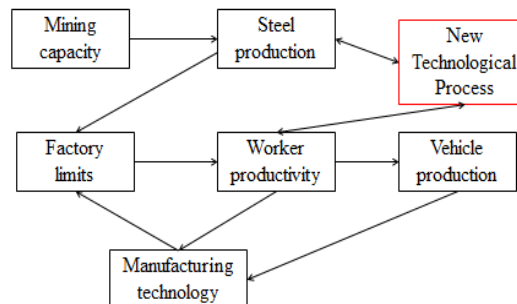 Mining
capacity
Steel
production
New
Technological
Process
Factory
limits
Worker
productivity
Vehicle
production
Manufacturing
technology